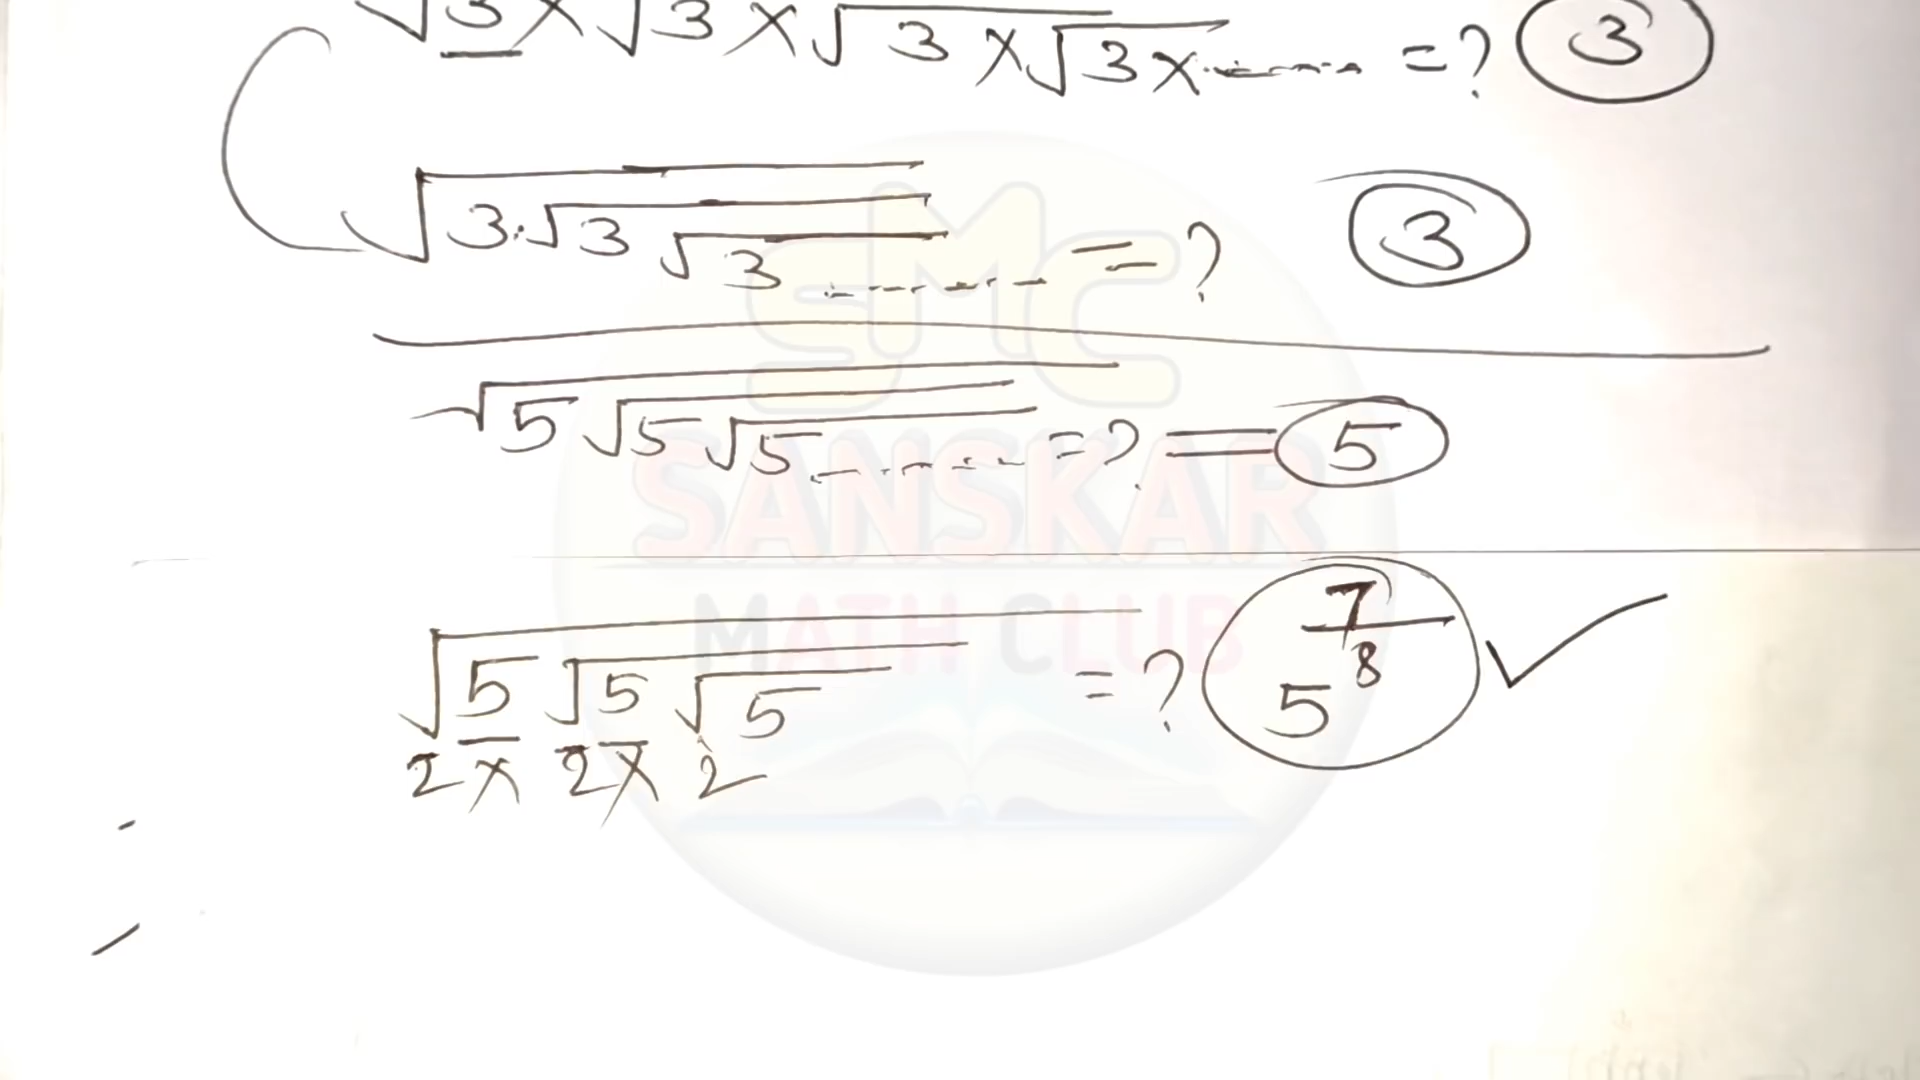 √3×√3×√3×√3×...... =? 3
√3.√3√3........ =? 3
√5√5√5........ =? = 5
√5√5√5 =? 5^7/8 ✓
2× 2× 2
SMC
SANSKAR
MATH CLUB